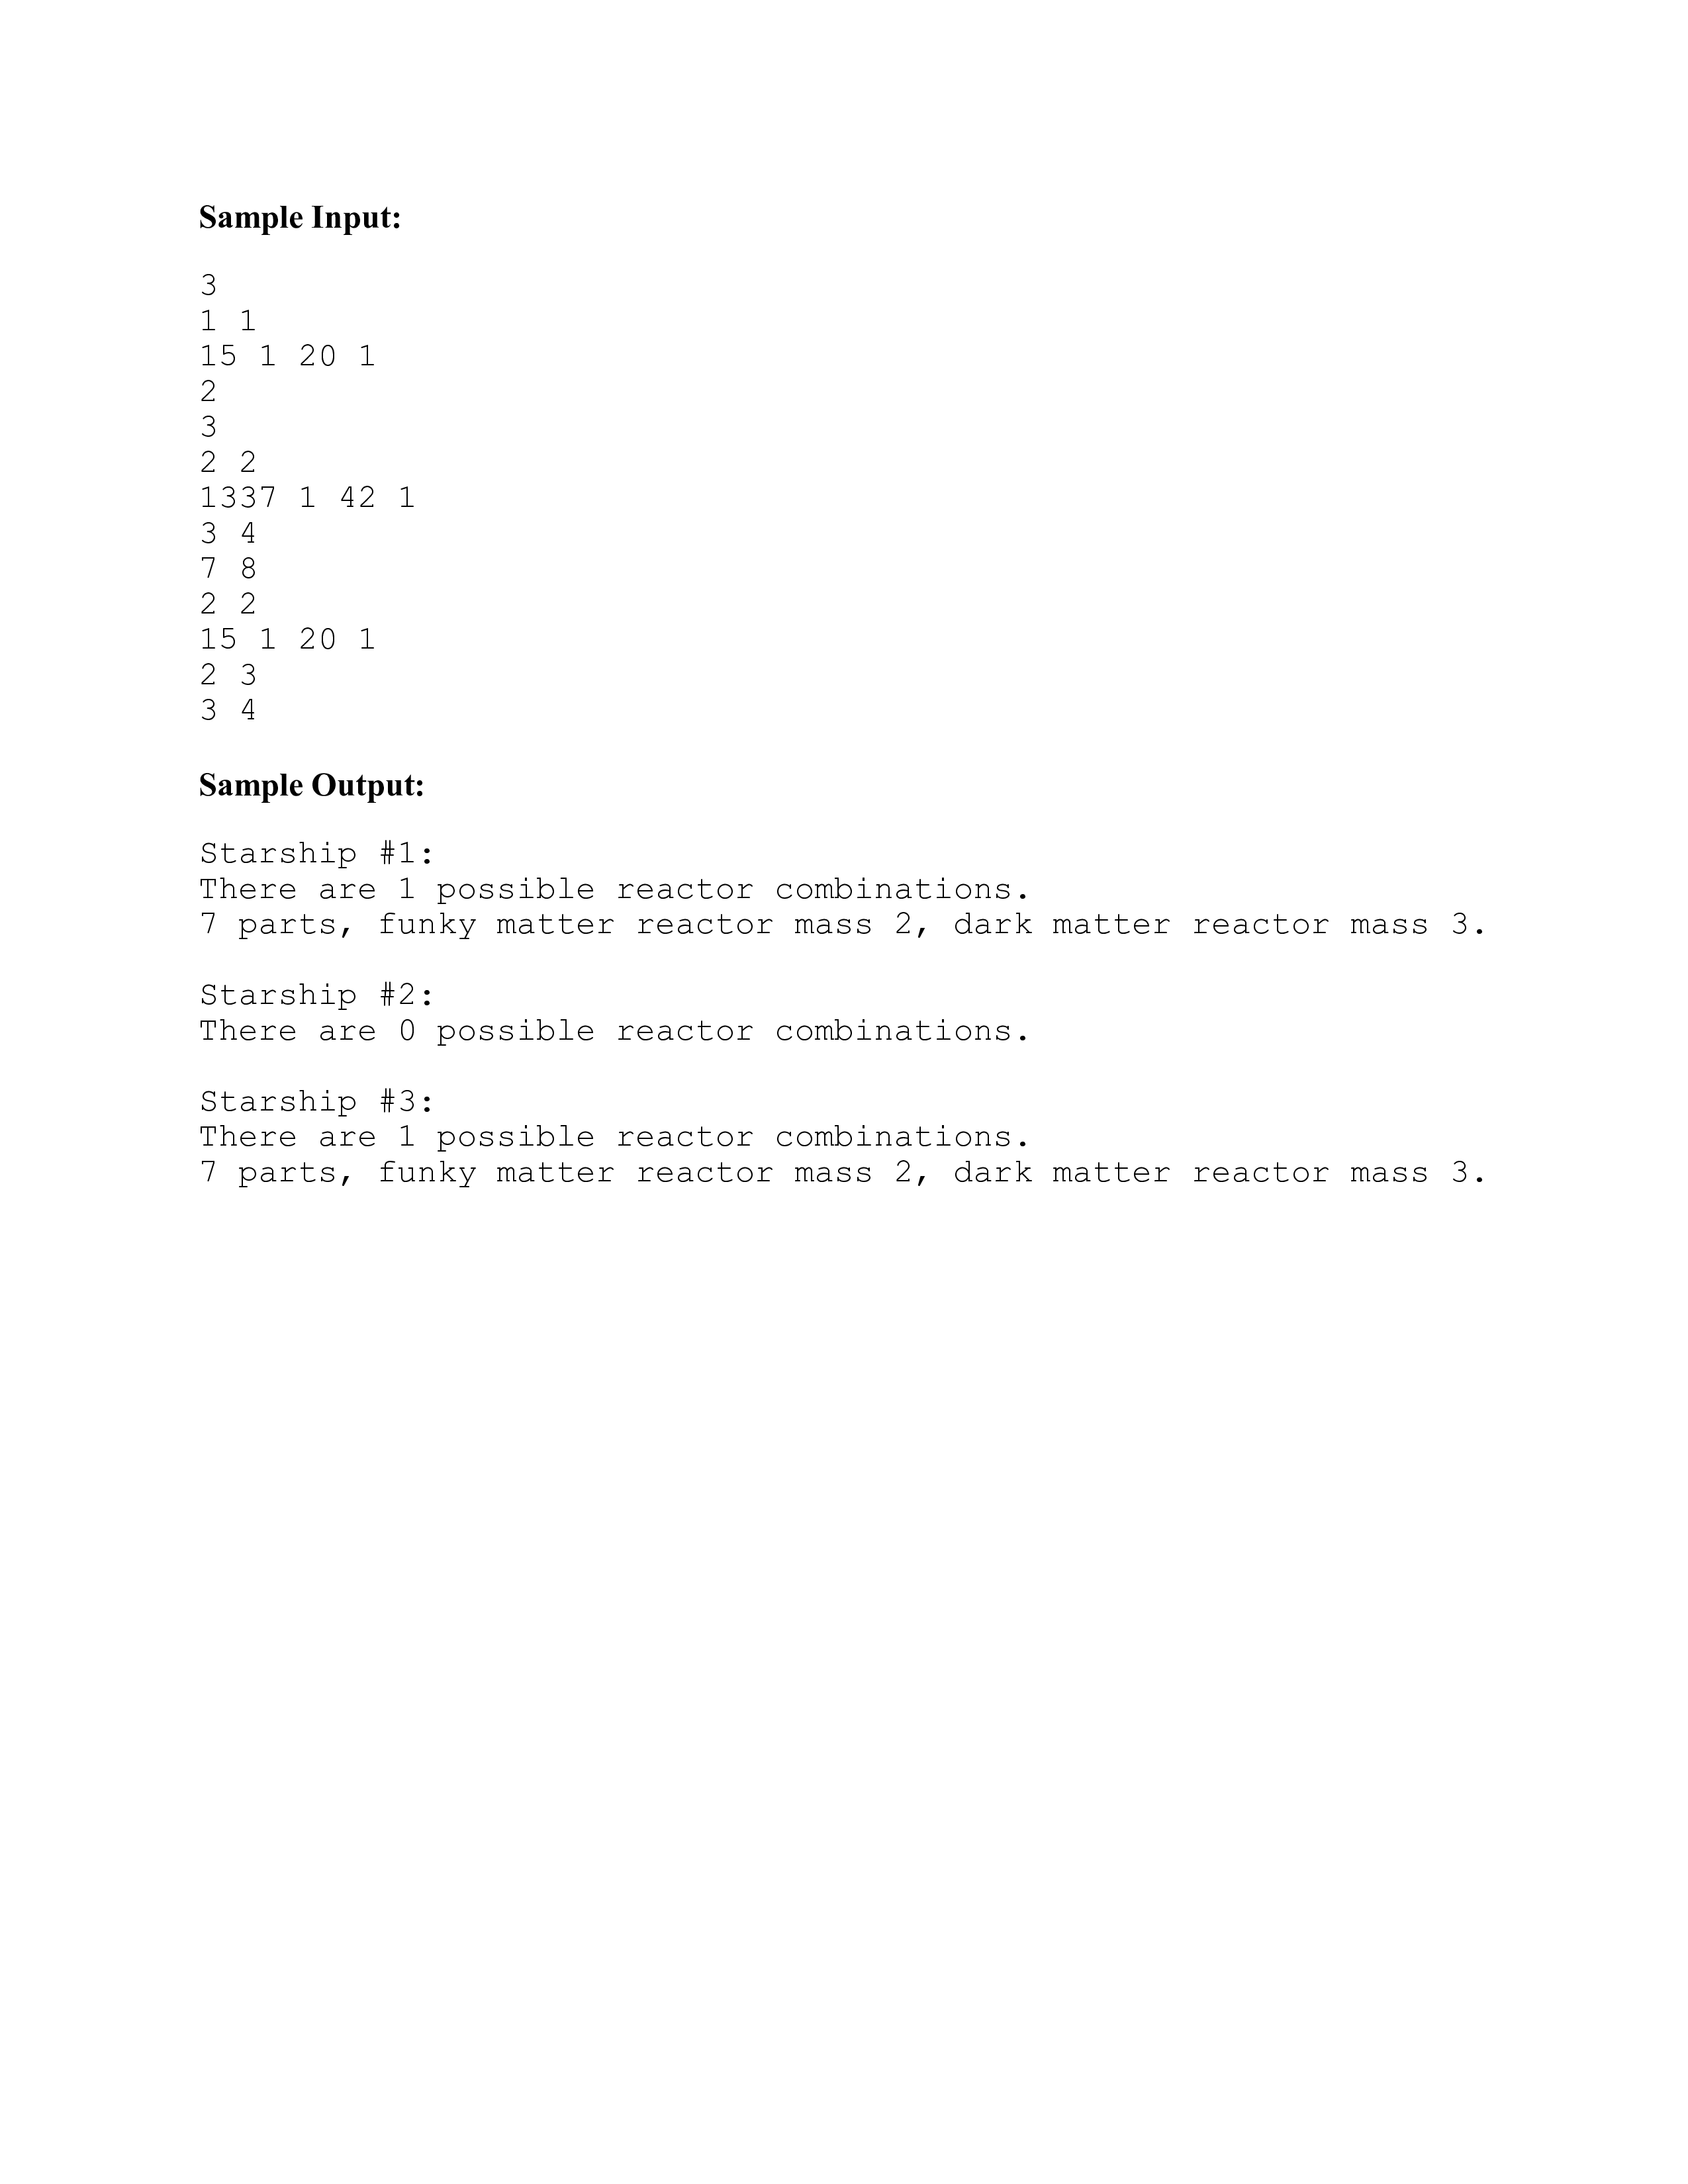 Sample Input:
3
1 1
15 1 20 1
2
3
2 2
1337 1 42 1
3 4
7 8
2 2
15 1 20 1
2 3
3 4
Sample Output:
Starship #1:
There are 1 possible reactor combinations.
7 parts, funky matter reactor mass 2, dark matter reactor mass 3.
Starship #2:
There are 0 possible reactor combinations.
Starship #3:
There are 1 possible reactor combinations.
7 parts, funky matter reactor mass 2, dark matter reactor mass 3.